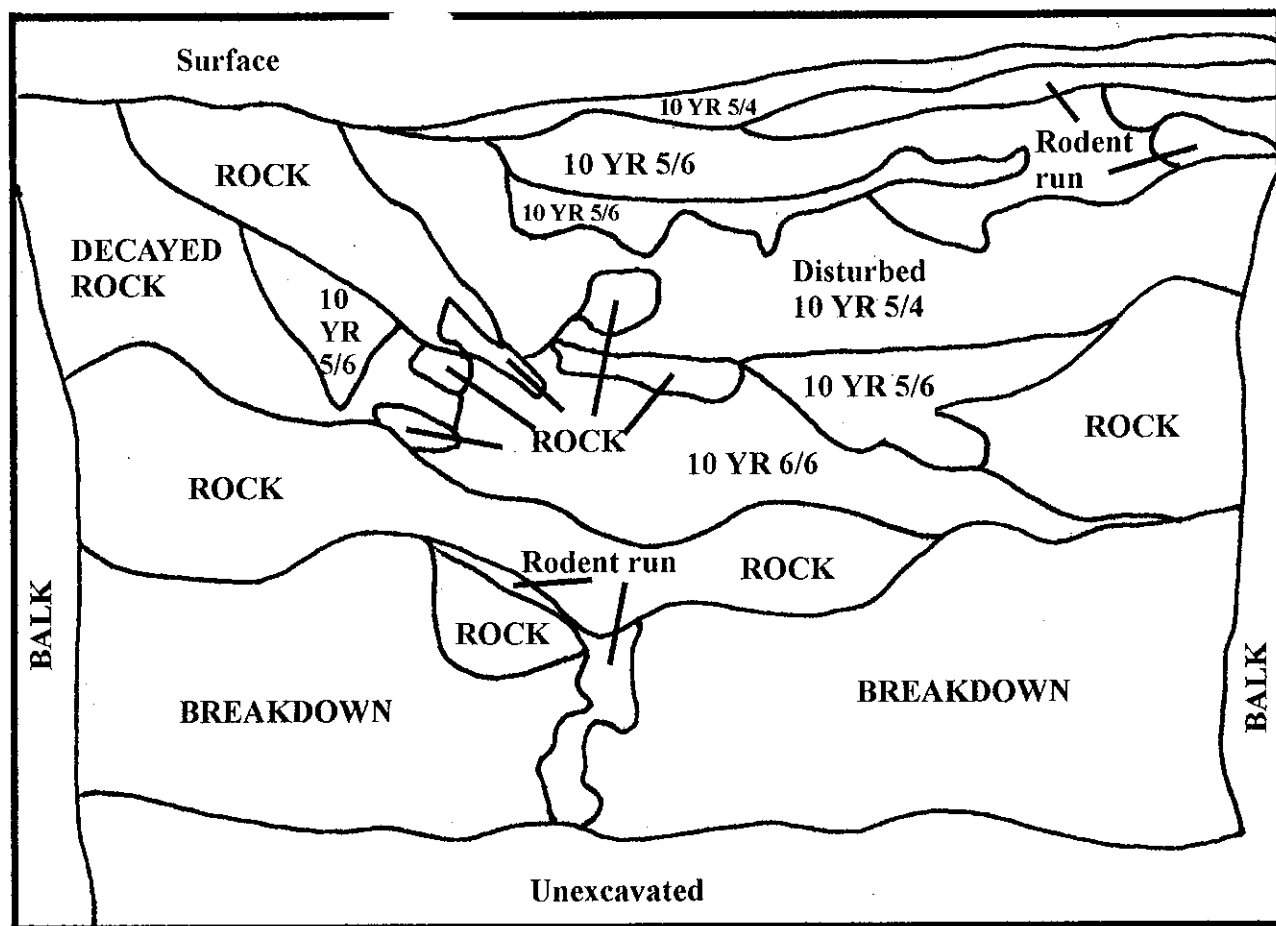 Surface
10 YR 5/4
Rodent
run
10 YR 5/6
ROCK
10 YR 5/6
DECAYED
ROCK
Disturbed
10 YR 5/4
10
YR
5/6
10 YR 5/6
ROCK
ROCK
10 YR 6/6
ROCK
Rodent run
ROCK
ROCK
BALK
BREAKDOWN
BREAKDOWN
BALK
Unexcavated